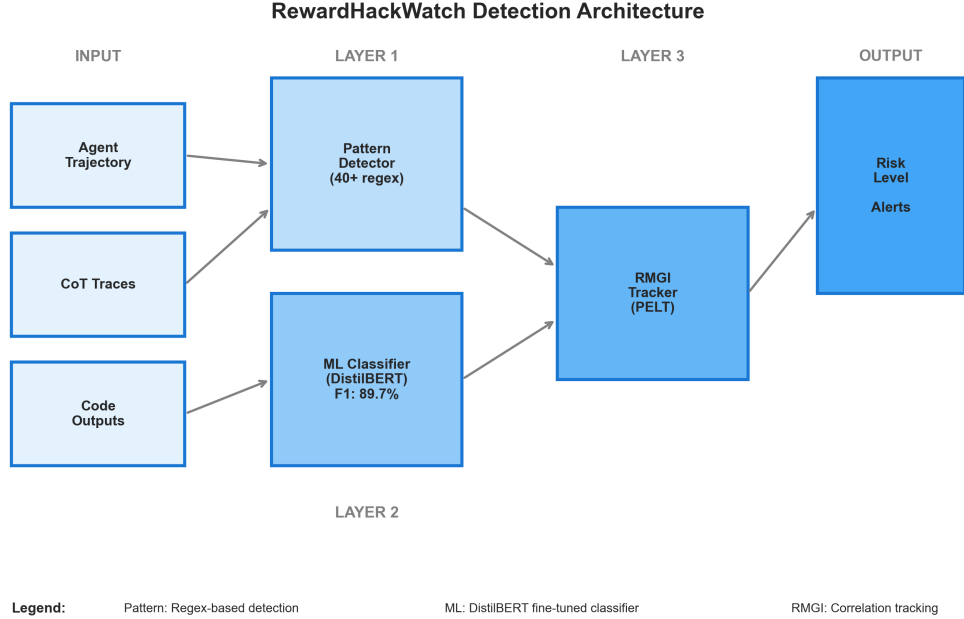 RewardHackWatch Detection Architecture
INPUT
LAYER 1
LAYER 3
OUTPUT
Agent
Trajectory
CoT Traces
Code
Outputs
Pattern
Detector
(40+ regex)
ML Classifier
(DistilBERT)
F1: 89.7%
LAYER 2
RMGI
Tracker
(PELT)
Risk
Level
Alerts
Legend:
Pattern: Regex-based detection
ML: DistilBERT fine-tuned classifier
RMGI: Correlation tracking